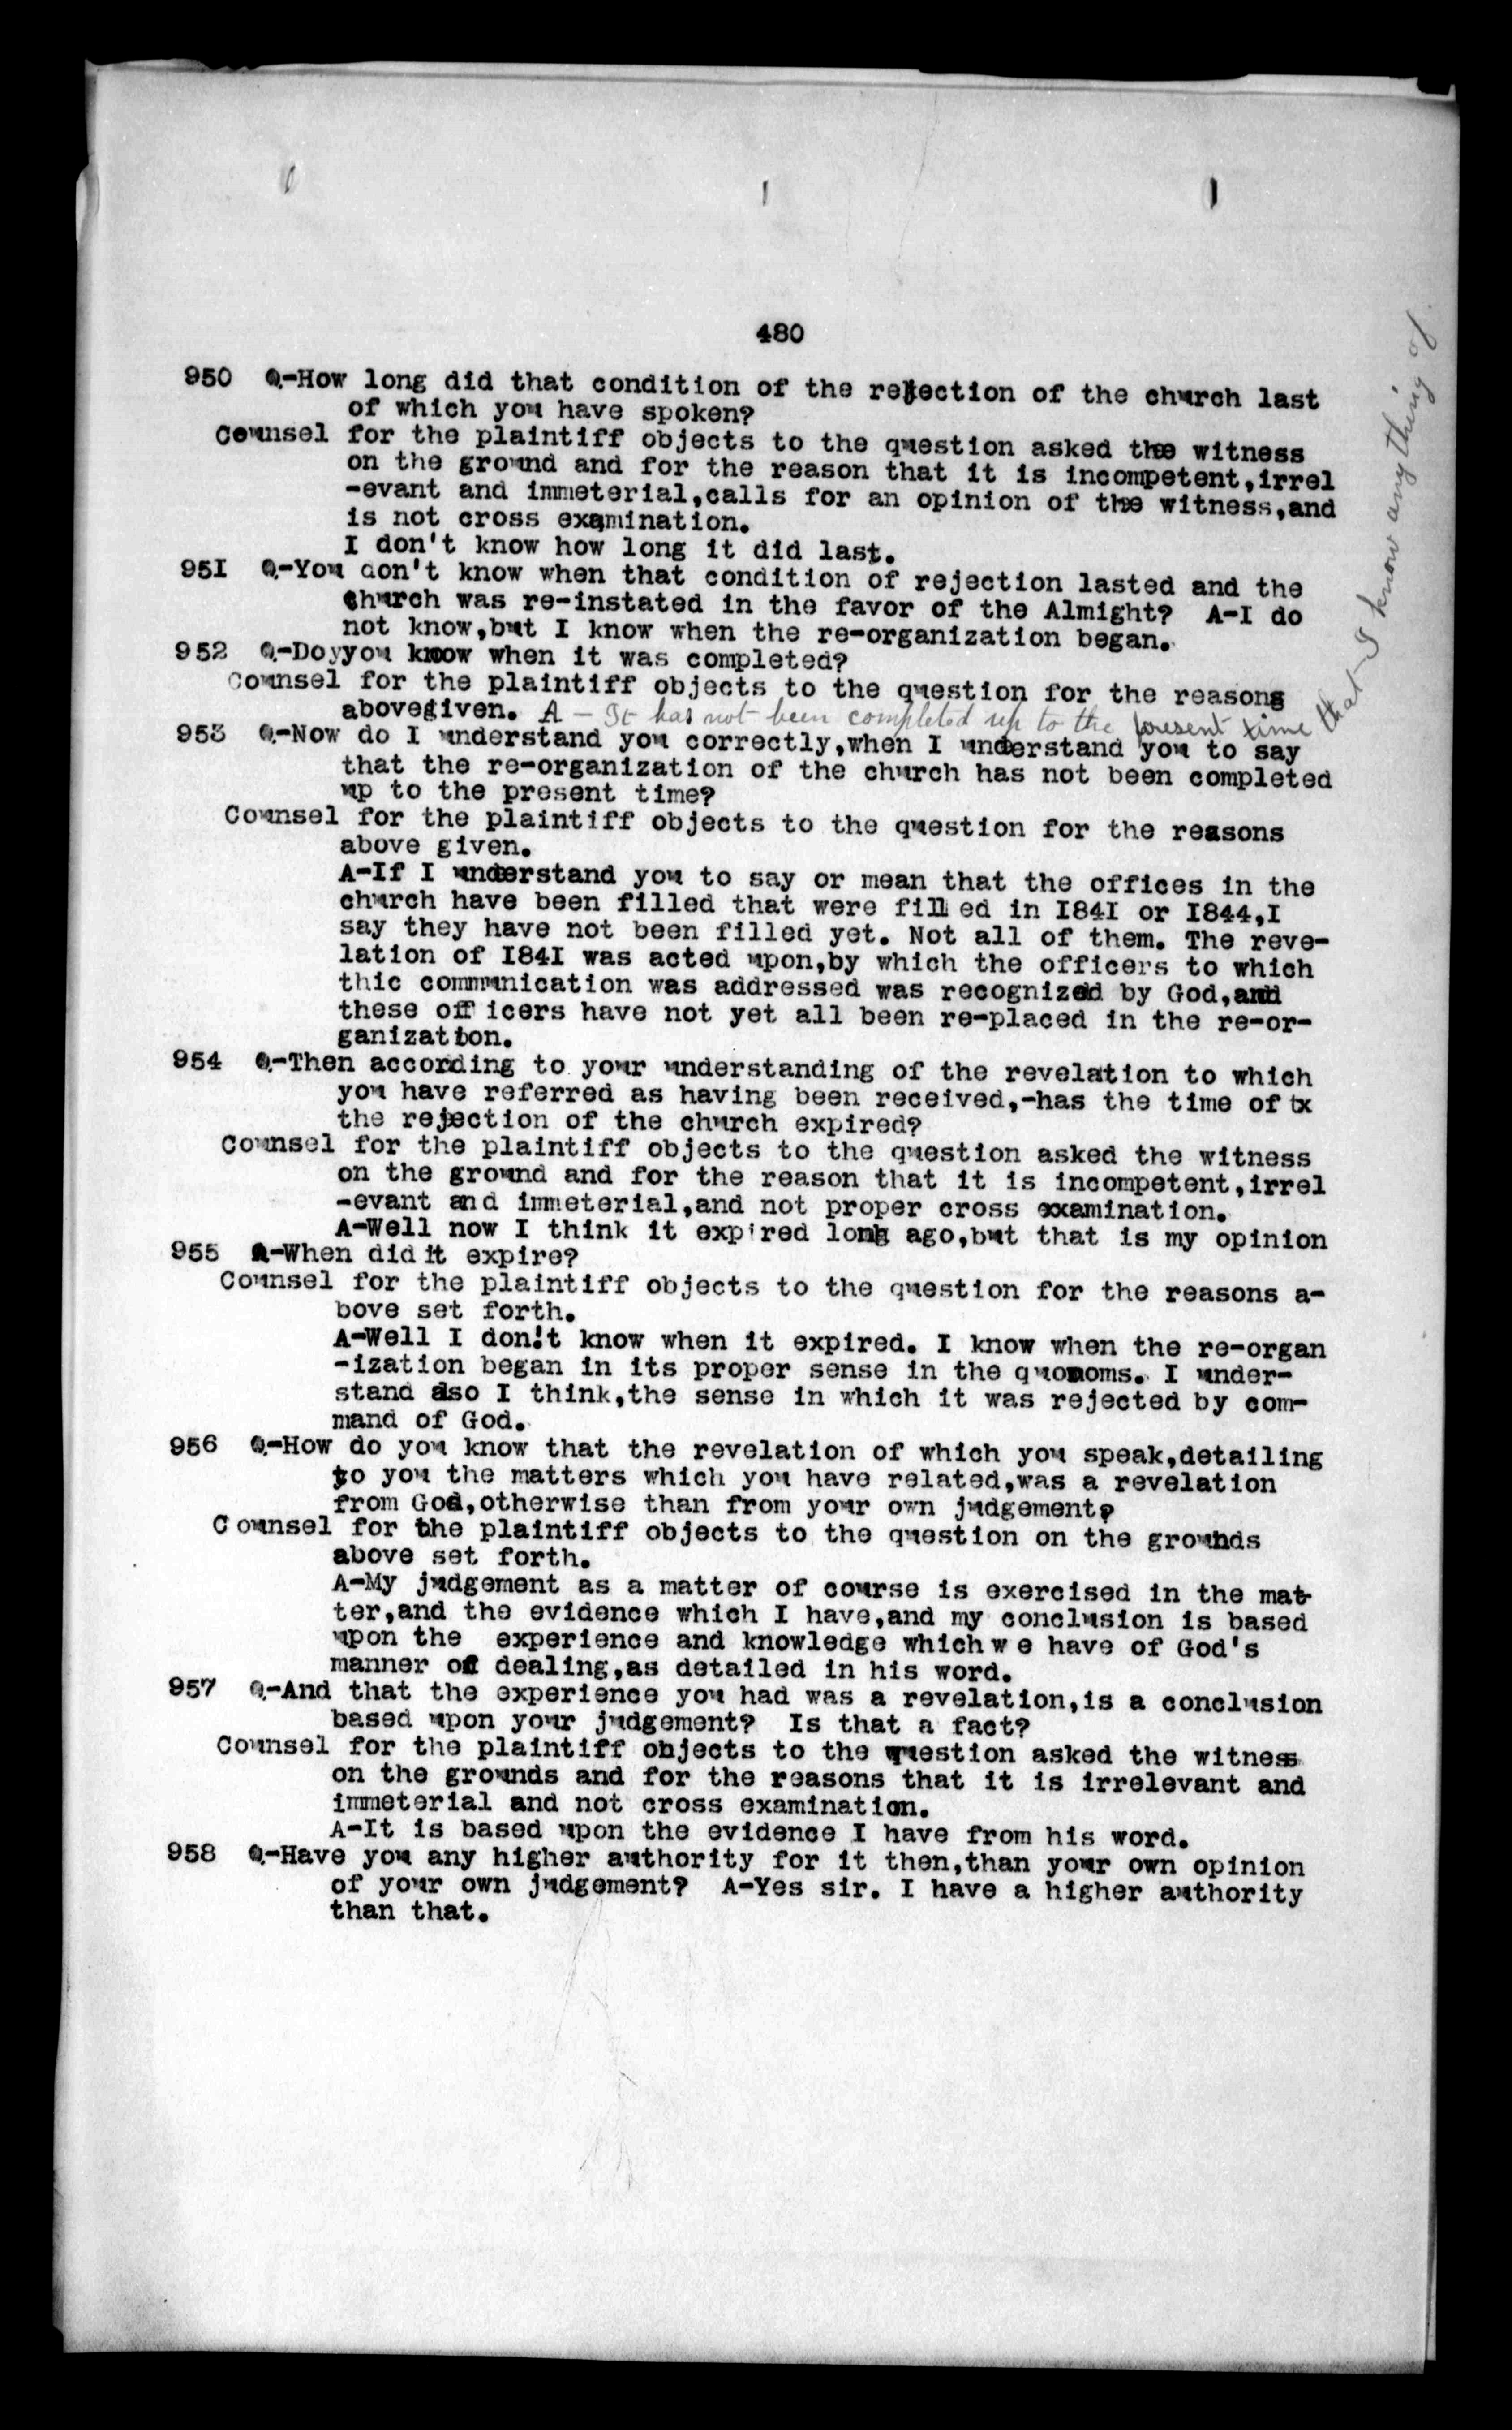 480
950 Q-How long did that condition of the rejection of the church last
of which you have spoken?
Counsel for the plaintiff objects to the question asked the witness
on the ground and for the reason that it is incompetent,irrel
-evant and immeterial,calls for an opinion of the witness,and
is not cross examination.
I don't know how long it did last.
951 Q-You don't know when that condition of rejection lasted and the
church was re-instated in the favor of the Almight? A-I do
not know,but I know when the re-organization began.
952 Q-Doyyou know when it was completed?
Counsel for the plaintiff objects to the question for the reasons
abovegiven. A - It has not been completed up to the present time that I know anything of.
953 Q-Now do I understand you correctly,when I understand you to say
that the re-organization of the church has not been completed
up to the present time?
Counsel for the plaintiff objects to the question for the reasons
above given.
A-If I understand you to say or mean that the offices in the
church have been filled that were filled in I84I or I844,I
say they have not been filled yet. Not all of them. The reve-
lation of I84I was acted upon,by which the officers to which
thic communication was addressed was recognized by God,and
these officers have not yet all been re-placed in the re-or-
ganization.
954 Q-Then according to your understanding of the revelation to which
you have referred as having been received,-has the time of tx
the rejection of the church expired?
Counsel for the plaintiff objects to the question asked the witness
on the ground and for the reason that it is incompetent,irrel
-evant and immeterial,and not proper cross examination.
A-Well now I think it expired long ago,but that is my opinion
955 Q-When did it expire?
Counsel for the plaintiff objects to the question for the reasons a-
bove set forth.
A-Well I don't know when it expired. I know when the re-organ
-ization began in its proper sense in the quomoms. I under-
stand also I think,the sense in which it was rejected by com-
mand of God.
956 Q-How do you know that the revelation of which you speak,detailing
to you the matters which you have related,was a revelation
from God,otherwise than from your own judgement?
Counsel for the plaintiff objects to the question on the grounds
above set forth.
A-My judgement as a matter of course is exercised in the mat-
ter,and the evidence which I have,and my conclusion is based
upon the experience and knowledge which we have of God's
manner of dealing,as detailed in his word.
957 Q-And that the experience you had was a revelation,is a conclusion
based upon your judgement? Is that a fact?
Counsel for the plaintiff onjects to the question asked the witness
on the grounds and for the reasons that it is irrelevant and
immeterial and not cross examination.
A-It is based upon the evidence I have from his word.
958 Q-Have you any higher authority for it then,than your own opinion
of your own judgement? A-Yes sir. I have a higher authority
than that.